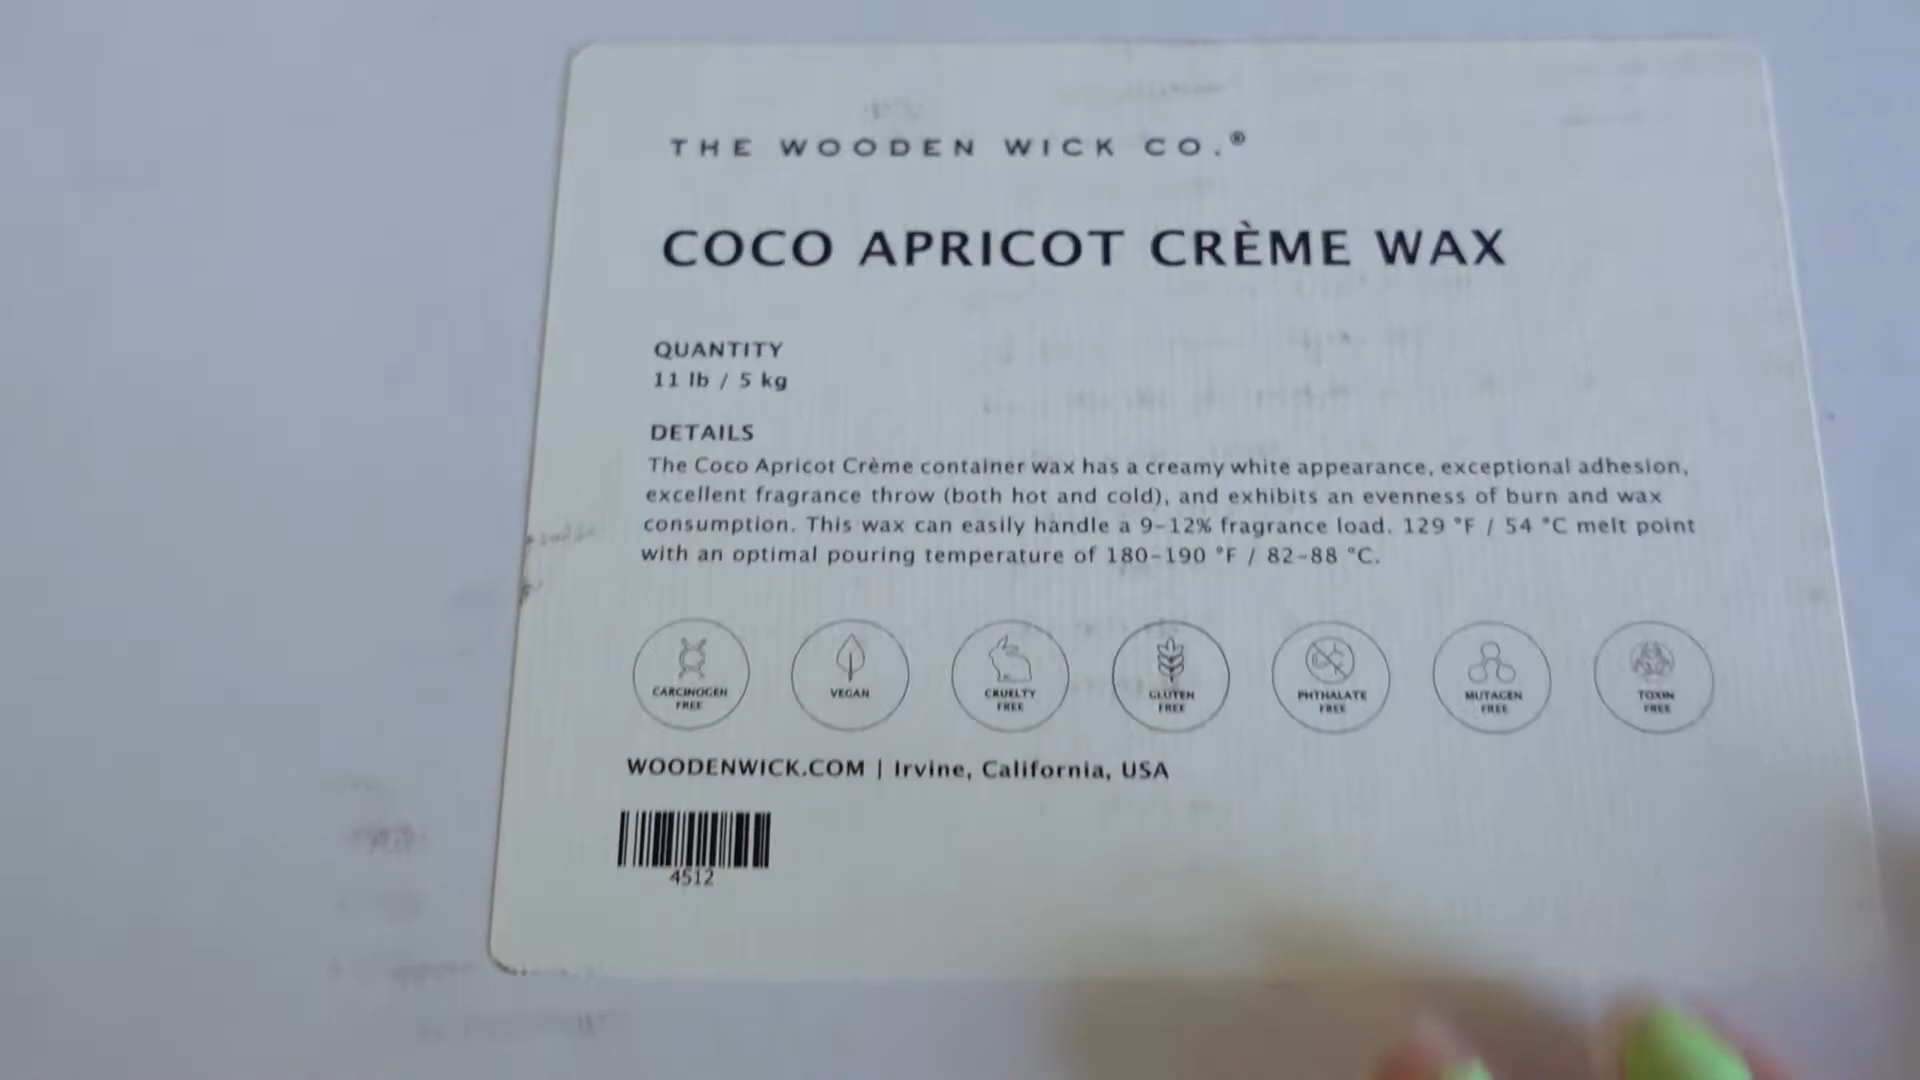 THE WOODEN WICK CO.®
COCO APRICOT CRÈME WAX
QUANTITY
11 lb / 5 kg
DETAILS
The Coco Apricot Crème container wax has a creamy white appearance, exceptional adhesion,
excellent fragrance throw (both hot and cold), and exhibits an evenness of burn and wax
consumption. This wax can easily handle a 9-12% fragrance load. 129 °F / 54 °C melt point
with an optimal pouring temperature of 180-190 °F / 82-88 °C.
CARCINOGEN
FREE
VEGAN
CRUELTY
FREE
GLUTEN
FREE
PHTHALATE
FREE
MUTAGEN
FREE
TOXIN
FREE
WOODENWICK.COM | Irvine, California, USA
4512